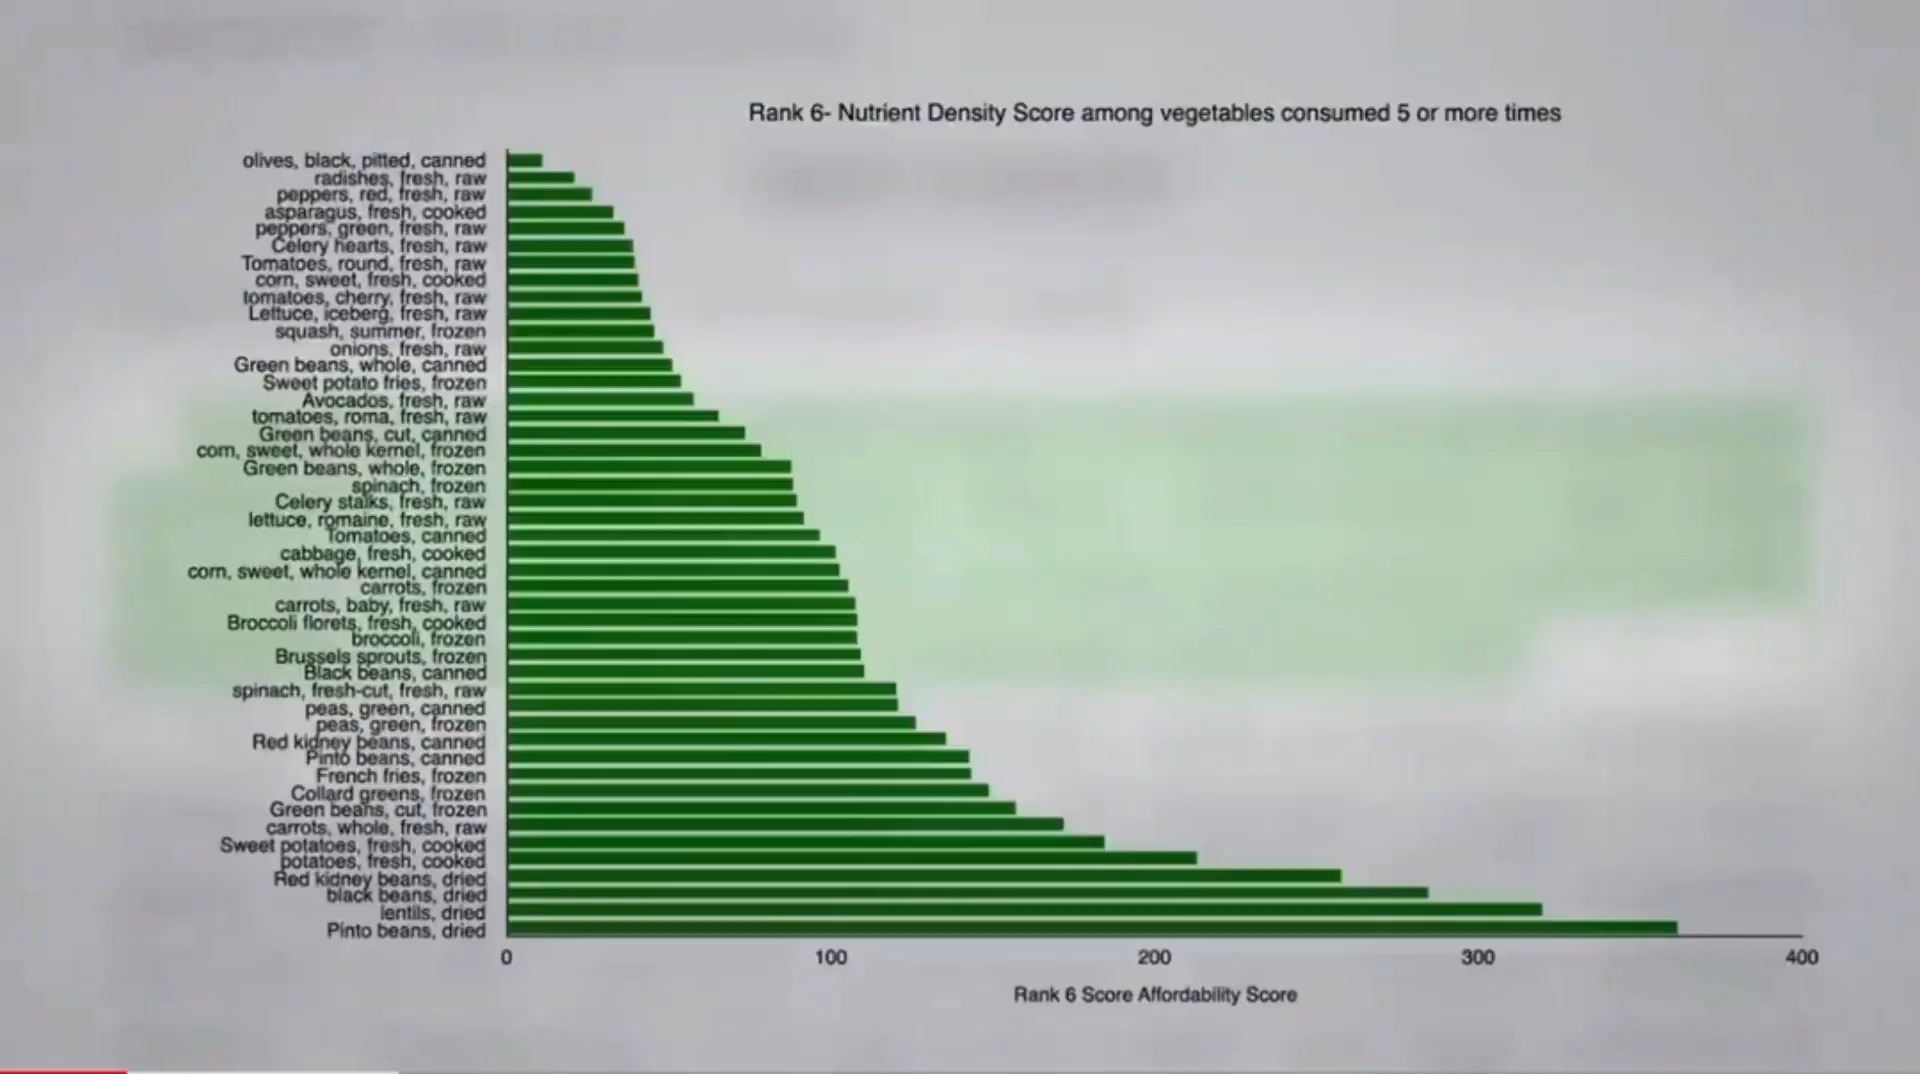 Rank 6- Nutrient Density Score among vegetables consumed 5 or more times
olives, black, pitted, canned
radishes, fresh, raw
peppers, red, fresh, raw
asparagus, fresh, cooked
peppers, green, fresh, raw
Celery hearts, fresh, raw
Tomatoes, round, fresh, raw
corn, sweet, fresh, cooked
tomatoes, cherry, fresh, raw
Lettuce, iceberg, fresh, raw
squash, summer, frozen
onions, fresh, raw
Green beans, whole, canned
Sweet potato fries, frozen
Avocados, fresh, raw
tomatoes, roma, fresh, raw
Green beans, cut, canned
corn, sweet, whole kernel, frozen
Green beans, whole, frozen
spinach, frozen
Celery stalks, fresh, raw
lettuce, romaine, fresh, raw
Tomatoes, canned
cabbage, fresh, cooked
corn, sweet, whole kernel, canned
carrots, frozen
carrots, baby, fresh, raw
Broccoli florets, fresh, cooked
broccoli, frozen
Brussels sprouts, frozen
Black beans, canned
spinach, fresh-cut, fresh, raw
peas, green, canned
peas, green, frozen
Red kidney beans, canned
Pinto beans, canned
French fries, frozen
Collard greens, frozen
Green beans, cut, frozen
carrots, whole, fresh, raw
Sweet potatoes, fresh, cooked
potatoes, fresh, cooked
Red kidney beans, dried
black beans, dried
lentils, dried
Pinto beans, dried
0 100 200 300 400
Rank 6 Score Affordability Score